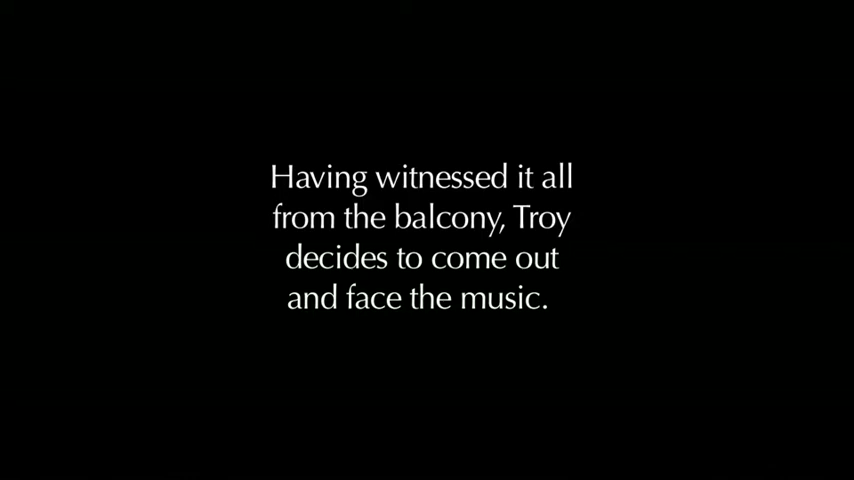 Having witnessed it all
from the balcony, Troy
decides to come out
and face the music.